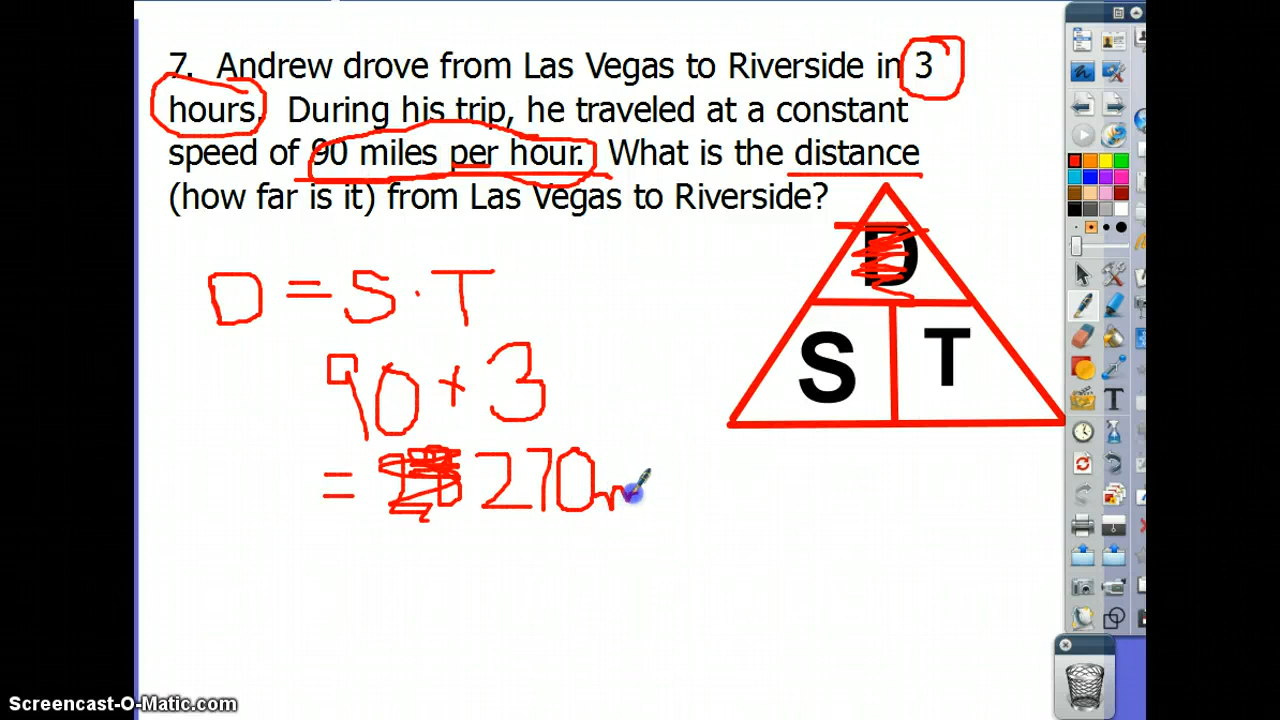 7. Andrew drove from Las Vegas to Riverside in 3
hours. During his trip, he traveled at a constant
speed of 90 miles per hour. What is the distance
(how far is it) from Las Vegas to Riverside?
D
S T
D = S · T
90 + 3
= 270 m
Screencast-O-Matic.com